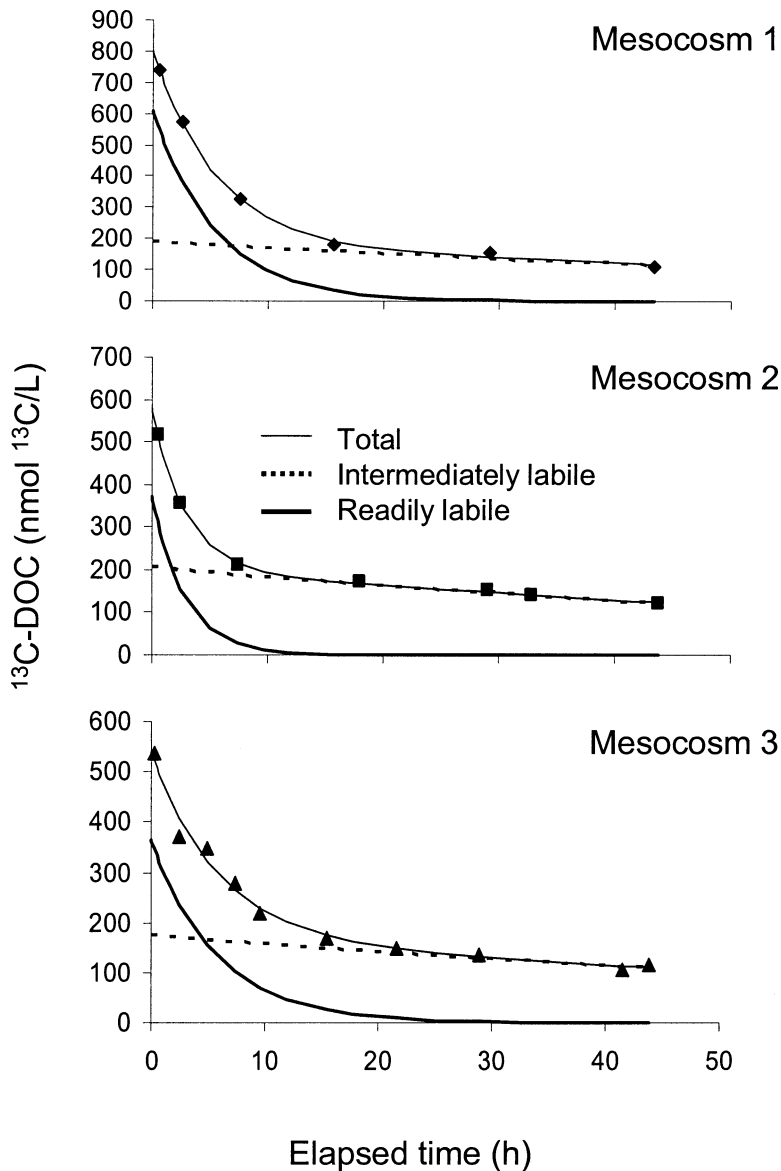 Mesocosm 1
900
800
700
600
500
400
300
200
100
0
Mesocosm 2
700
600
500
400
300
200
100
0
Total
Intermediately labile
Readily labile
¹³C-DOC (nmol ¹³C/L)
Mesocosm 3
600
500
400
300
200
100
0
0 10 20 30 40 50
Elapsed time (h)